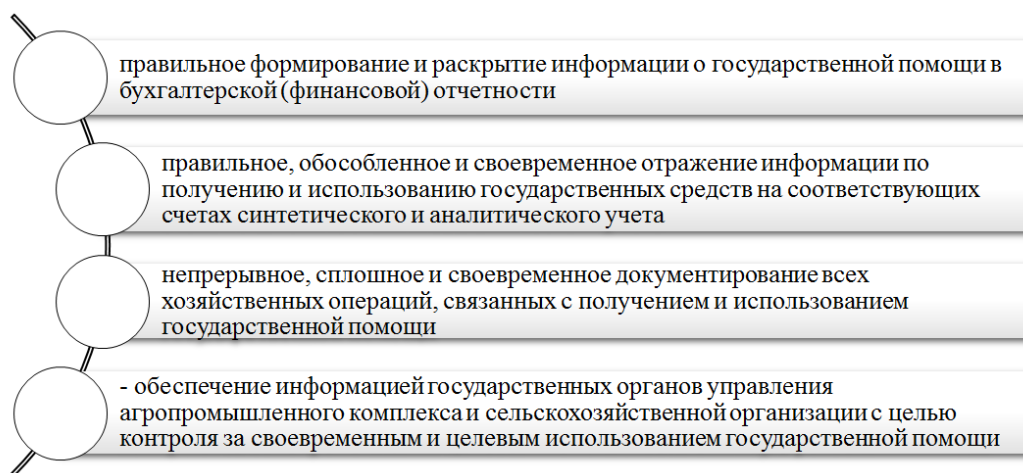 правильное формирование и раскрытие информации о государственной помощи в
бухгалтерской (финансовой) отчетности
правильное, обособленное и своевременное отражение информации по
получению и использованию государственных средств на соответствующих
счетах синтетического и аналитического учета
непрерывное, сплошное и своевременное документирование всех
хозяйственных операций, связанных с получением и использованием
государственной помощи
- обеспечение информацией государственных органов управления
агропромышленного комплекса и сельскохозяйственной организации с целью
контроля за своевременным и целевым использованием государственной помощи